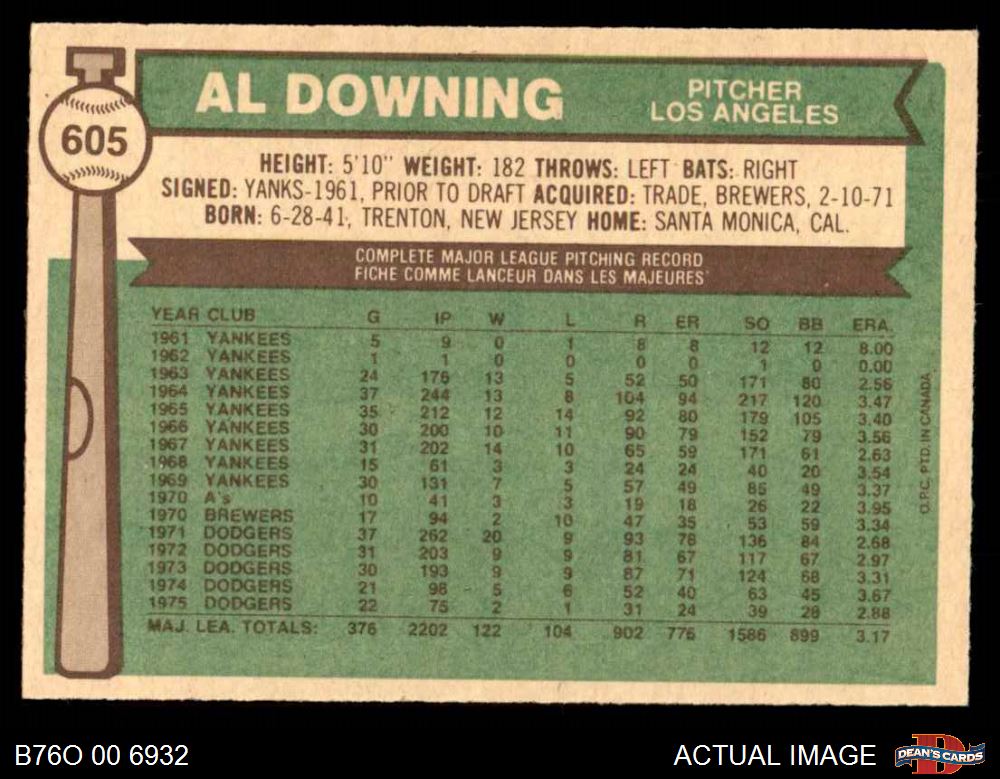 605
AL DOWNING
PITCHER
LOS ANGELES
HEIGHT: 5'10" WEIGHT: 182 THROWS: LEFT BATS: RIGHT
SIGNED: YANKS-1961, PRIOR TO DRAFT ACQUIRED: TRADE, BREWERS, 2-10-71
BORN: 6-28-41, TRENTON, NEW JERSEY HOME: SANTA MONICA, CAL.
COMPLETE MAJOR LEAGUE PITCHING RECORD
FICHE COMME LANCEUR DANS LES MAJEURES
YEAR CLUB G IP W L R ER SO BB ERA.
1961 YANKEES 5 9 0 1 8 8 12 12 8.00
1962 YANKEES 1 1 0 0 0 0 1 0 0.00
1963 YANKEES 24 176 13 5 52 50 171 80 2.56
1964 YANKEES 37 244 13 8 104 94 217 120 3.47
1965 YANKEES 35 212 12 14 92 80 179 105 3.40
1966 YANKEES 30 200 10 11 90 79 152 79 3.56
1967 YANKEES 31 202 14 10 65 59 171 61 2.63
1968 YANKEES 15 61 3 3 24 24 40 20 3.54
1969 YANKEES 30 131 7 5 57 49 85 49 3.37
1970 A's 10 41 3 3 19 18 26 22 3.95
1970 BREWERS 17 94 2 10 47 35 53 59 3.34
1971 DODGERS 37 262 20 9 93 78 136 84 2.68
1972 DODGERS 31 203 9 9 81 67 117 67 2.97
1973 DODGERS 30 193 9 9 87 71 124 68 3.31
1974 DODGERS 21 98 5 6 52 40 63 45 3.67
1975 DODGERS 22 75 2 1 31 24 39 28 2.88
MAJ. LEA. TOTALS: 376 2202 122 104 902 776 1586 899 3.17
O.P.C. PTD. IN CANADA
B76O 00 6932
ACTUAL IMAGE
D
DEAN'S CARDS